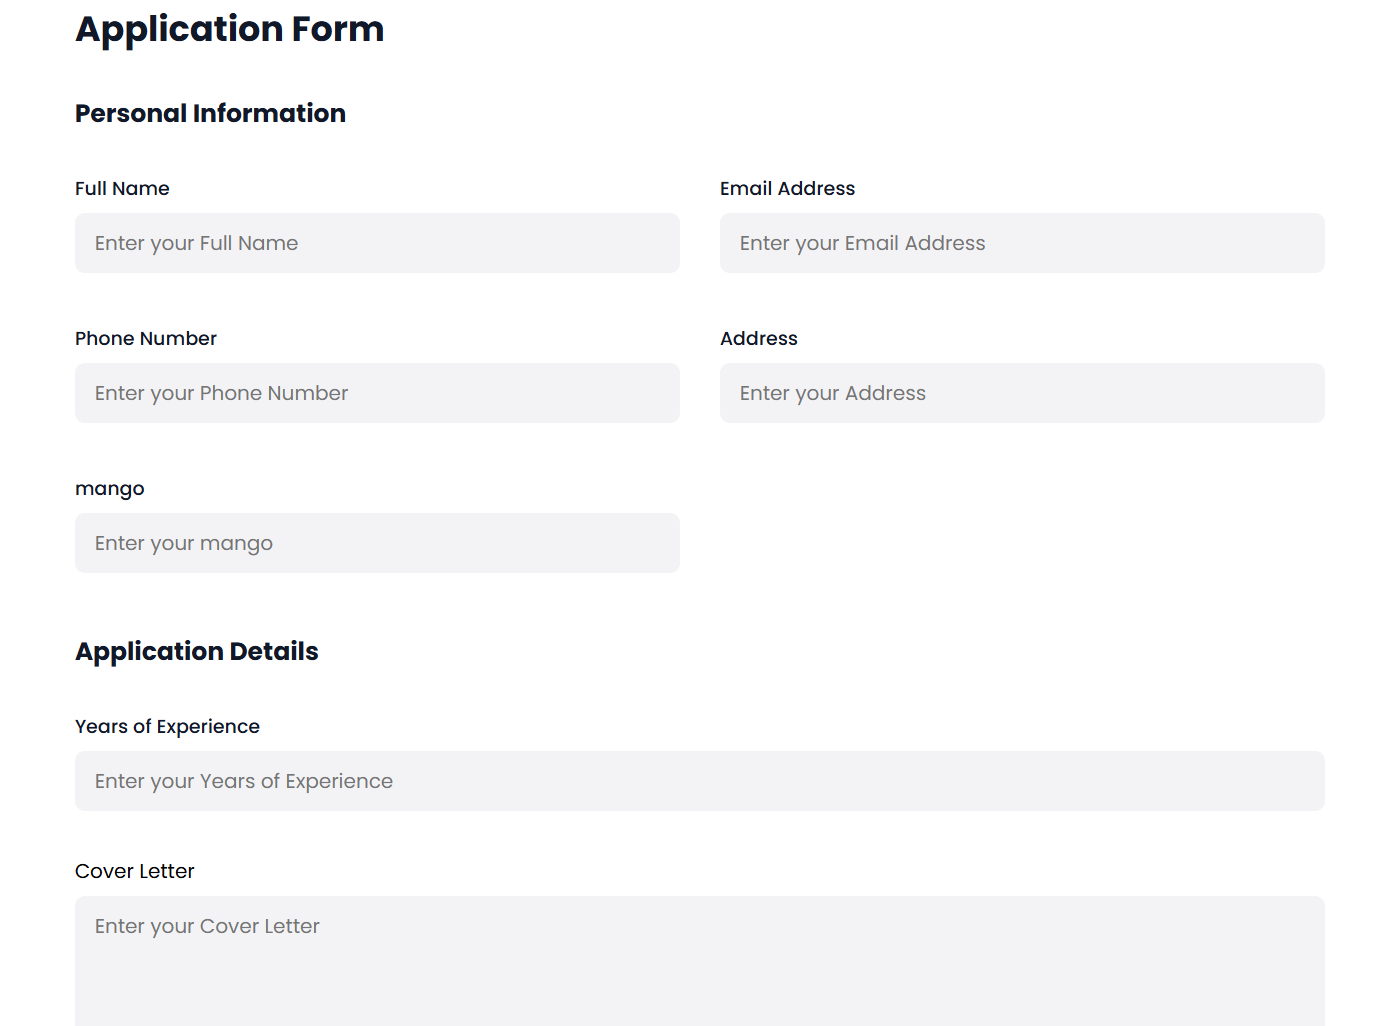 Application Form
Personal Information
Full Name
Enter your Full Name
Email Address
Enter your Email Address
Phone Number
Enter your Phone Number
Address
Enter your Address
mango
Enter your mango
Application Details
Years of Experience
Enter your Years of Experience
Cover Letter
Enter your Cover Letter